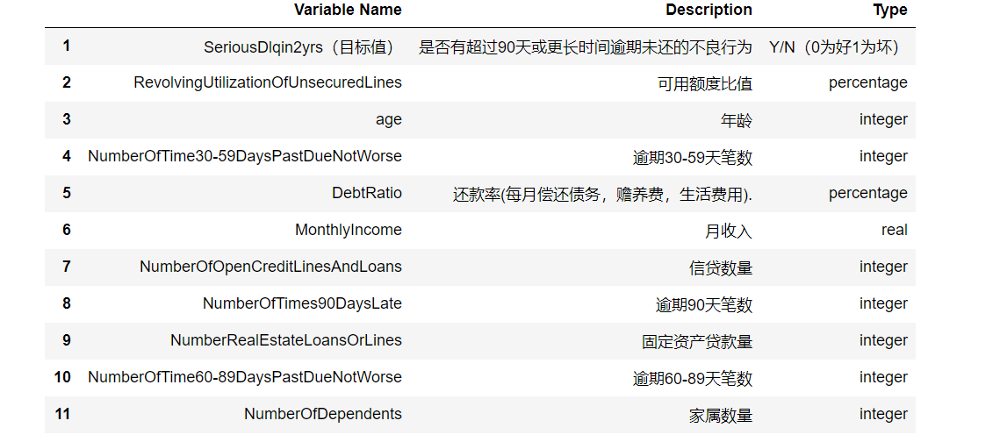 Variable Name Description Type
1 SeriousDlqin2yrs（目标值） 是否有超过90天或更长时间逾期未还的不良行为 Y/N（0为好1为坏）
2 RevolvingUtilizationOfUnsecuredLines 可用额度比值 percentage
3 age 年龄 integer
4 NumberOfTime30-59DaysPastDueNotWorse 逾期30-59天笔数 integer
5 DebtRatio 还款率(每月偿还债务，赡养费，生活费用). percentage
6 MonthlyIncome 月收入 real
7 NumberOfOpenCreditLinesAndLoans 信贷数量 integer
8 NumberOfTimes90DaysLate 逾期90天笔数 integer
9 NumberRealEstateLoansOrLines 固定资产贷款量 integer
10 NumberOfTime60-89DaysPastDueNotWorse 逾期60-89天笔数 integer
11 NumberOfDependents 家属数量 integer